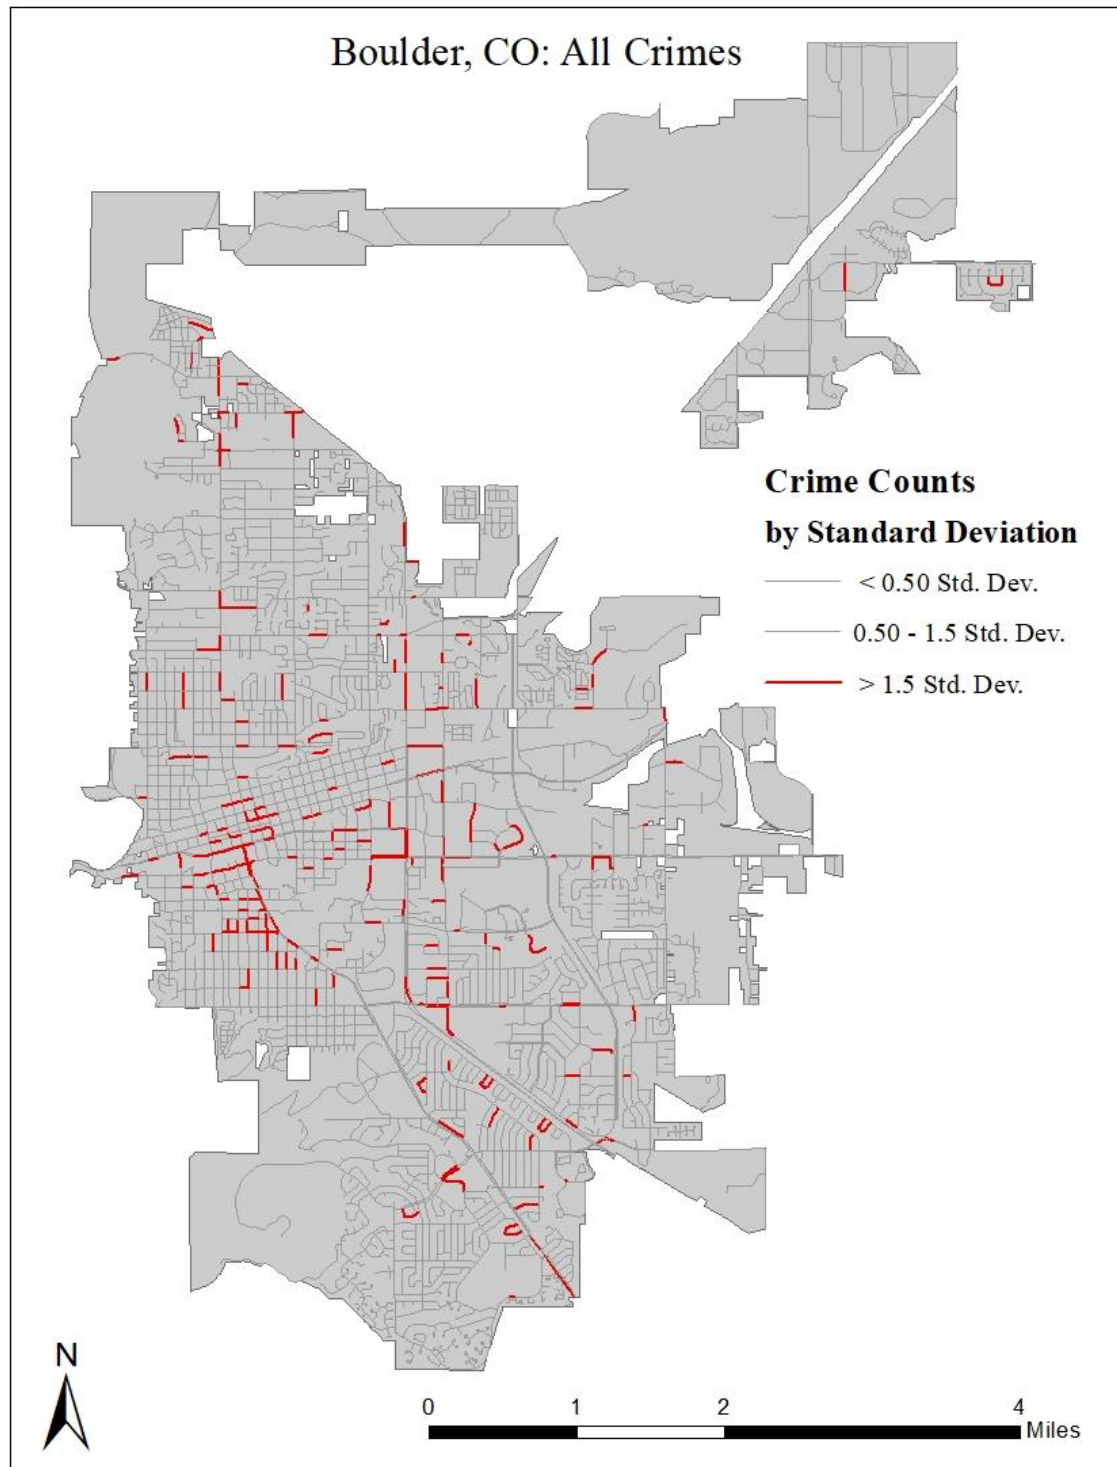 Boulder, CO: All Crimes
Crime Counts
by Standard Deviation
< 0.50 Std. Dev.
0.50 - 1.5 Std. Dev.
> 1.5 Std. Dev.
N
0 1 2 4
Miles